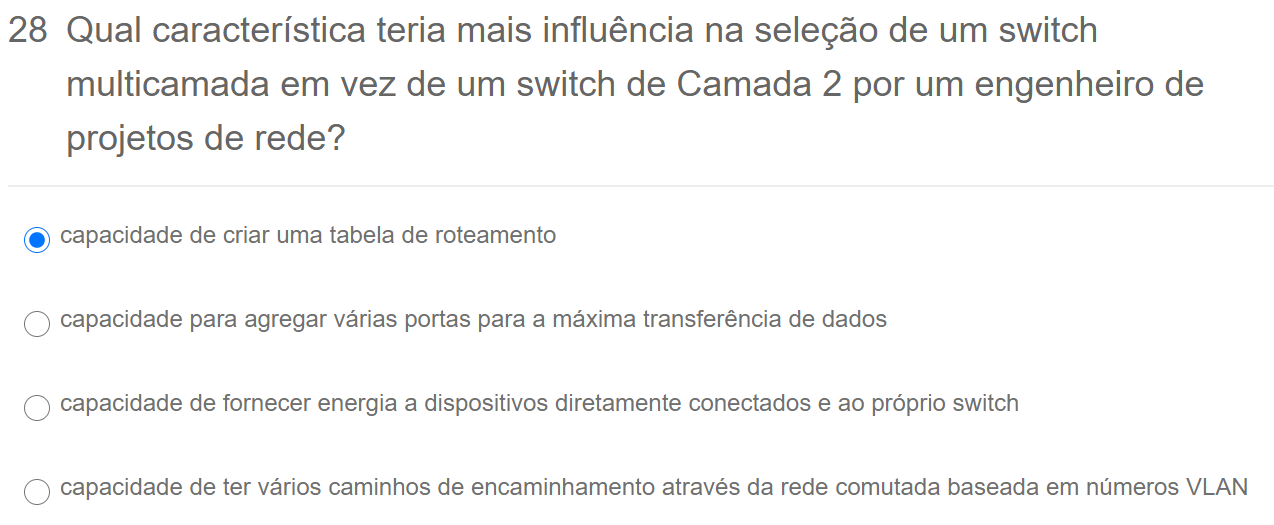 28 Qual característica teria mais influência na seleção de um switch
multicamada em vez de um switch de Camada 2 por um engenheiro de
projetos de rede?
capacidade de criar uma tabela de roteamento
capacidade para agregar várias portas para a máxima transferência de dados
capacidade de fornecer energia a dispositivos diretamente conectados e ao próprio switch
capacidade de ter vários caminhos de encaminhamento através da rede comutada baseada em números VLAN